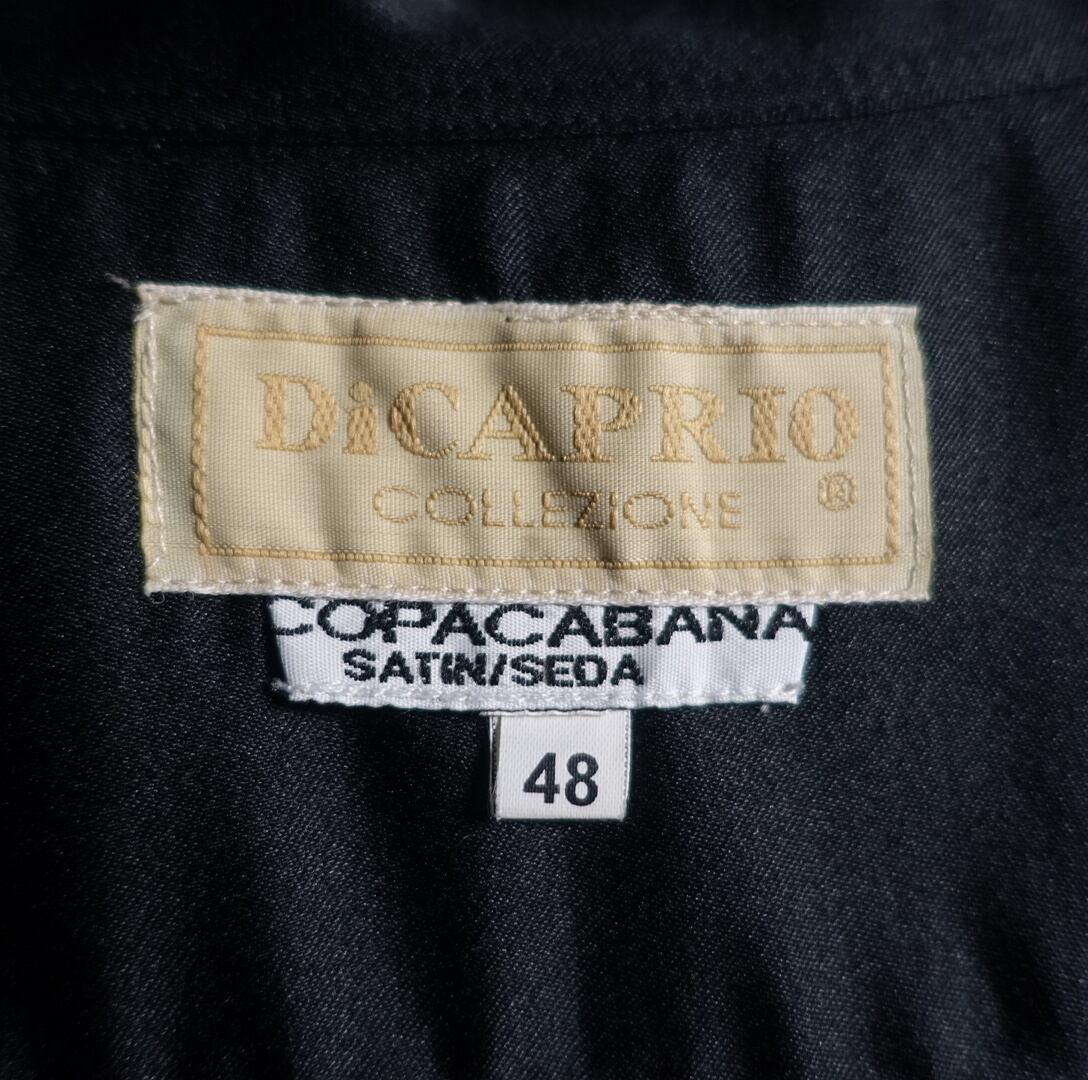 DiCAPRIO
COLLEZIONE ®
COPACABANA
SATIN/SEDA
48